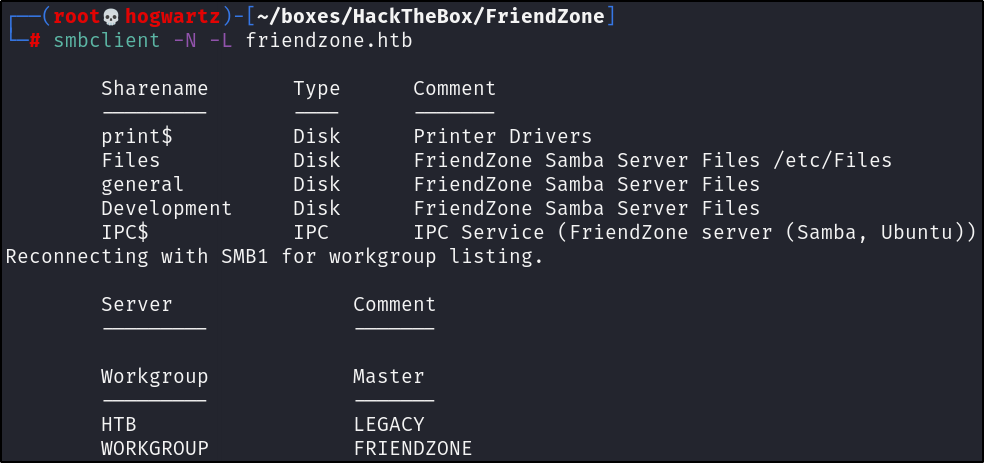 ┌──(root💀hogwartz)-[~/boxes/HackTheBox/FriendZone]
└─# smbclient -N -L friendzone.htb
Sharename Type Comment
--------- ---- -------
print$ Disk Printer Drivers
Files Disk FriendZone Samba Server Files /etc/Files
general Disk FriendZone Samba Server Files
Development Disk FriendZone Samba Server Files
IPC$ IPC IPC Service (FriendZone server (Samba, Ubuntu))
Reconnecting with SMB1 for workgroup listing.
Server Comment
--------- -------
Workgroup Master
--------- -------
HTB LEGACY
WORKGROUP FRIENDZONE